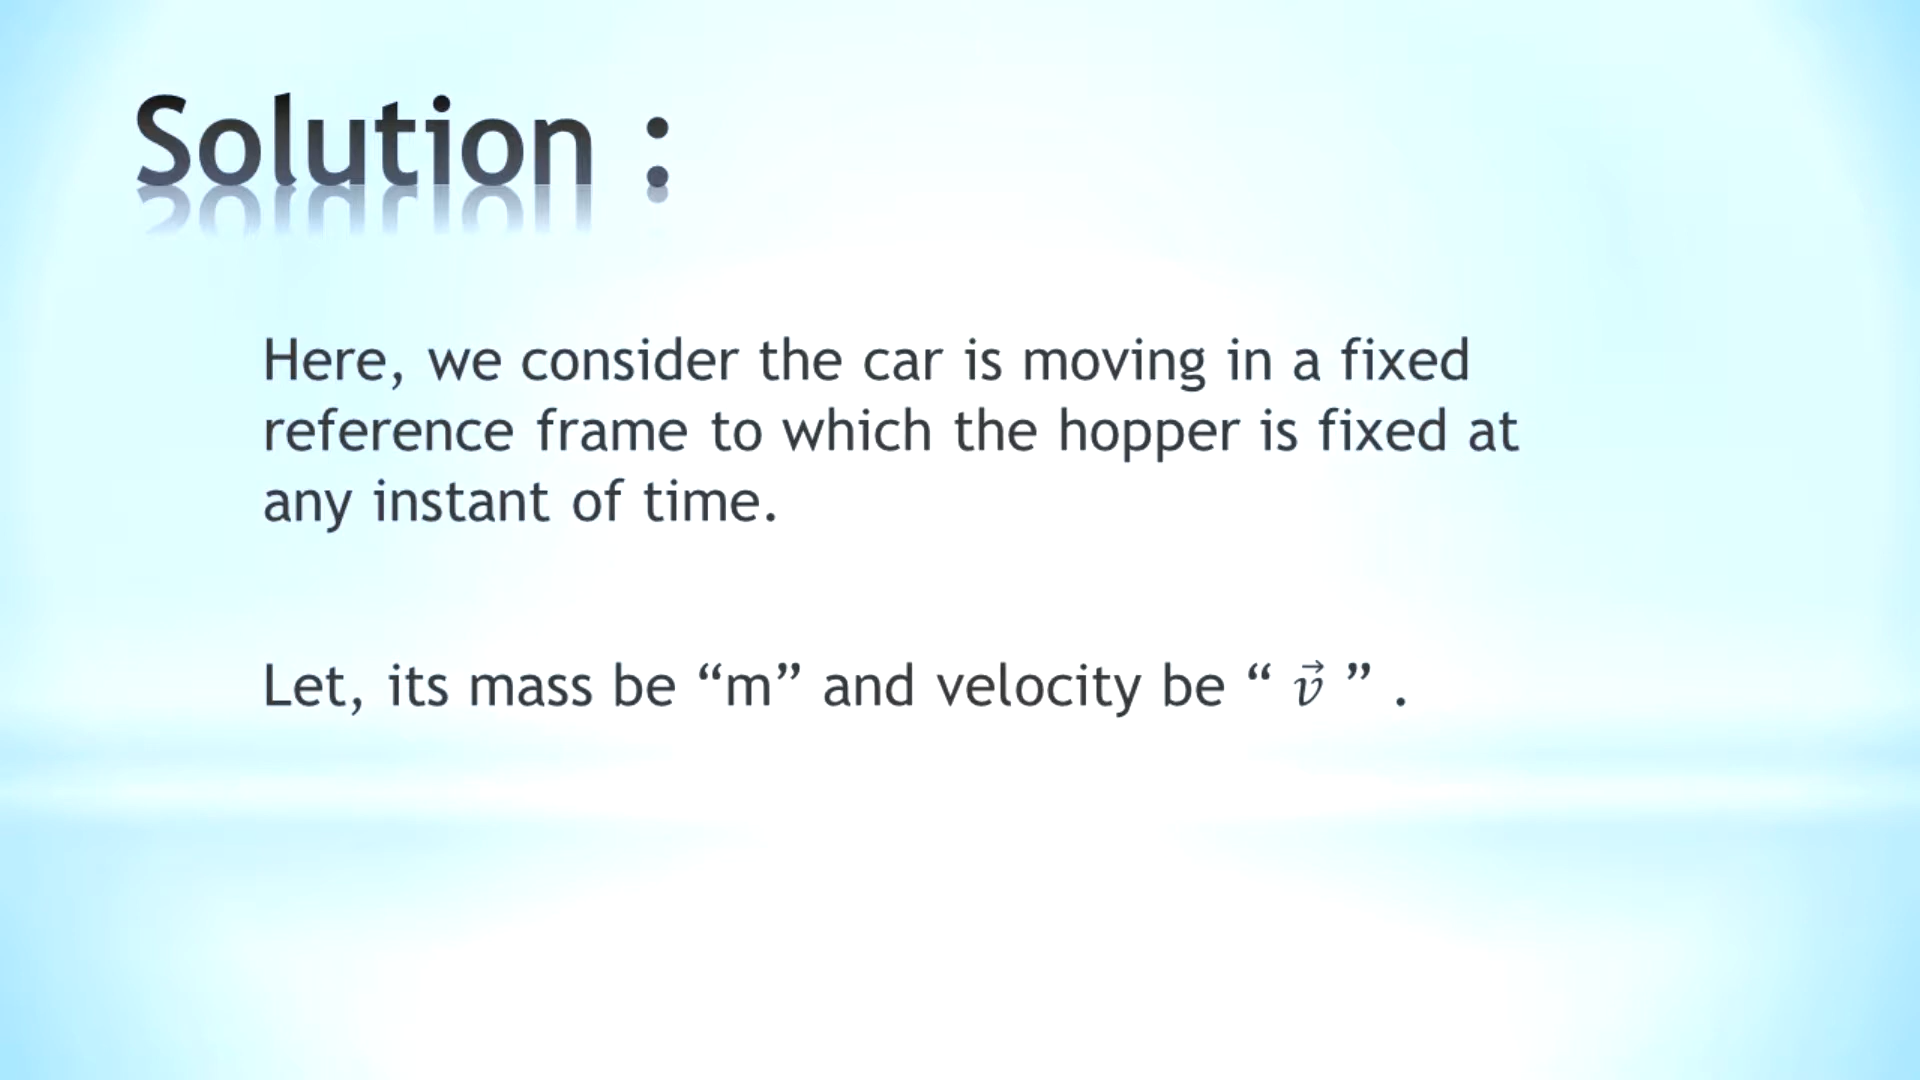 Solution :
Here, we consider the car is moving in a fixed
reference frame to which the hopper is fixed at
any instant of time.
Let, its mass be “m” and velocity be “ v⃗ ” .